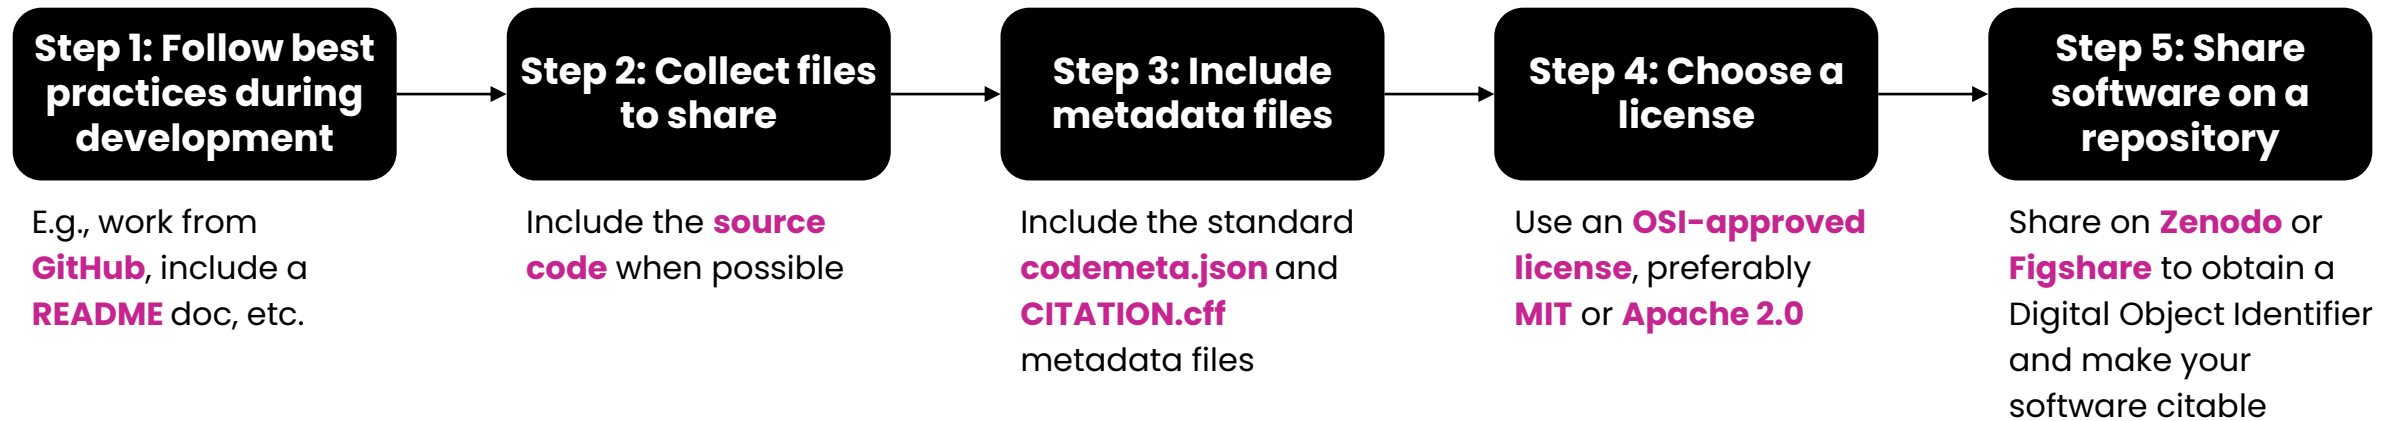 Step 1: Follow best
practices during
development
E.g., work from
GitHub, include a
README doc, etc.
Step 2: Collect files
to share
Include the source
code when possible
Step 3: Include
metadata files
Include the standard
codemeta.json and
CITATION.cff
metadata files
Step 4: Choose a
license
Use an OSI-approved
license, preferably
MIT or Apache 2.0
Step 5: Share
software on a
repository
Share on Zenodo or
Figshare to obtain a
Digital Object Identifier
and make your
software citable